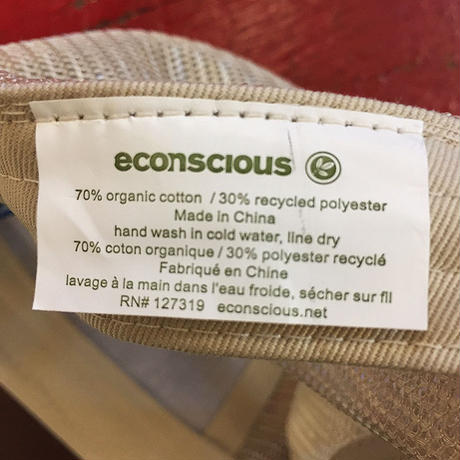 econscious
70% organic cotton / 30% recycled polyester
Made in China
hand wash in cold water, line dry
70% coton organique / 30% polyester recyclé
Fabriqué en Chine
lavage à la main dans l'eau froide, sécher sur fil
RN# 127319 econscious.net